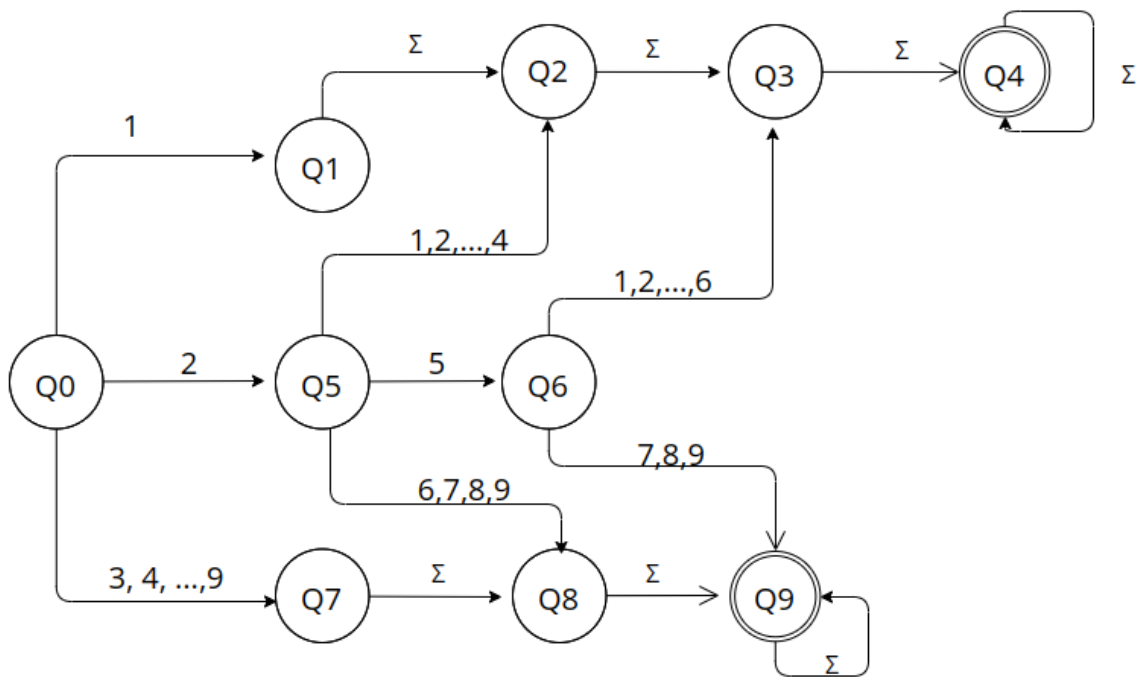 Σ
Q2
Σ
Q3
Σ
Q4
Σ
1
Q1
1,2,...,4
1,2,...,6
Q0
2
Q5
5
Q6
7,8,9
6,7,8,9
3, 4, ...,9
Q7
Σ
Q8
Σ
Q9
Σ